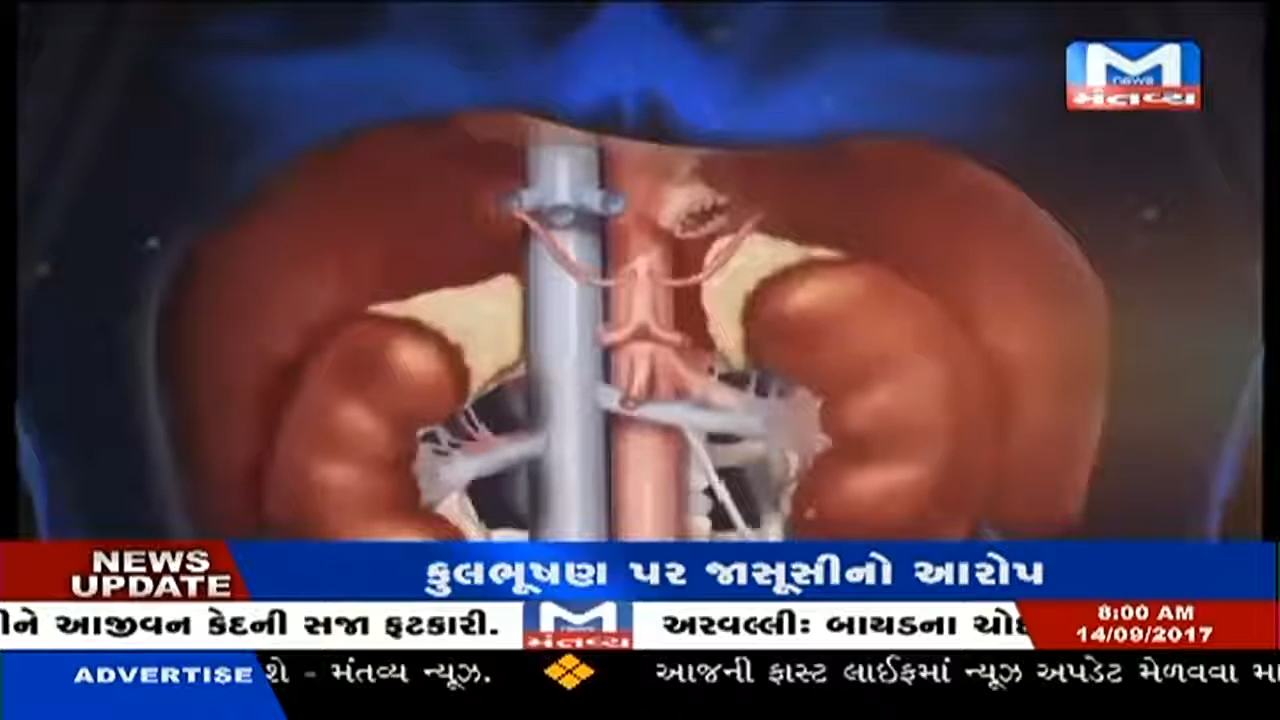 M
news
મંતવ્ય
NEWS
UPDATE
કુલભૂષણ પર જાસૂસીનો આરોપ
આજીવન કેદની સજા ફટકારી.
M
news
મંતવ્ય
અરવલ્લીઃ બાયડના
8:00 AM
14/09/2017
ADVERTISE
શે - મંતવ્ય ન્યૂઝ.
આજની ફાસ્ટ લાઈફમાં ન્યૂઝ અપડેટ મેળવવા